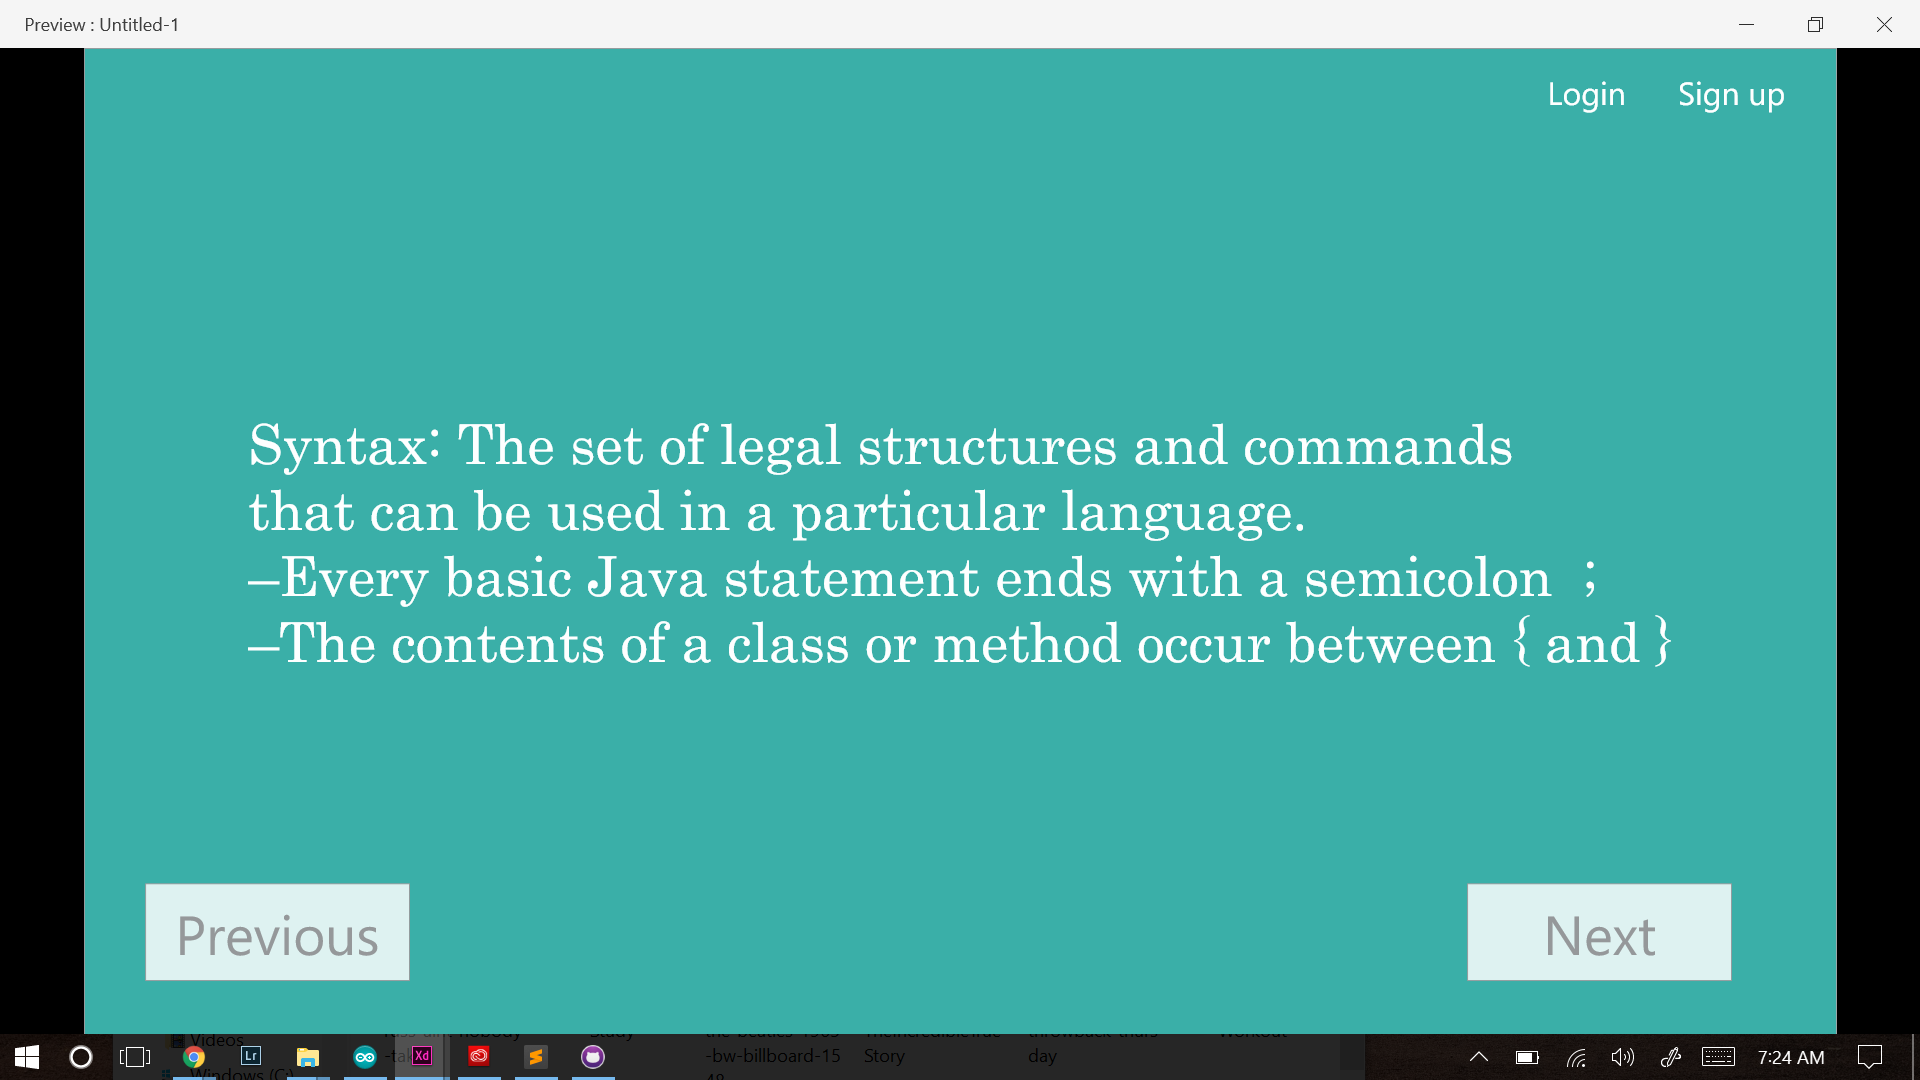 Preview : Untitled-1
Login Sign up
Syntax: The set of legal structures and commands
that can be used in a particular language.
–Every basic Java statement ends with a semicolon ;
–The contents of a class or method occur between { and }
Previous Next
Videos
-bw-billboard-15 Story day
Windows (C:)
Lr Xd
7:24 AM